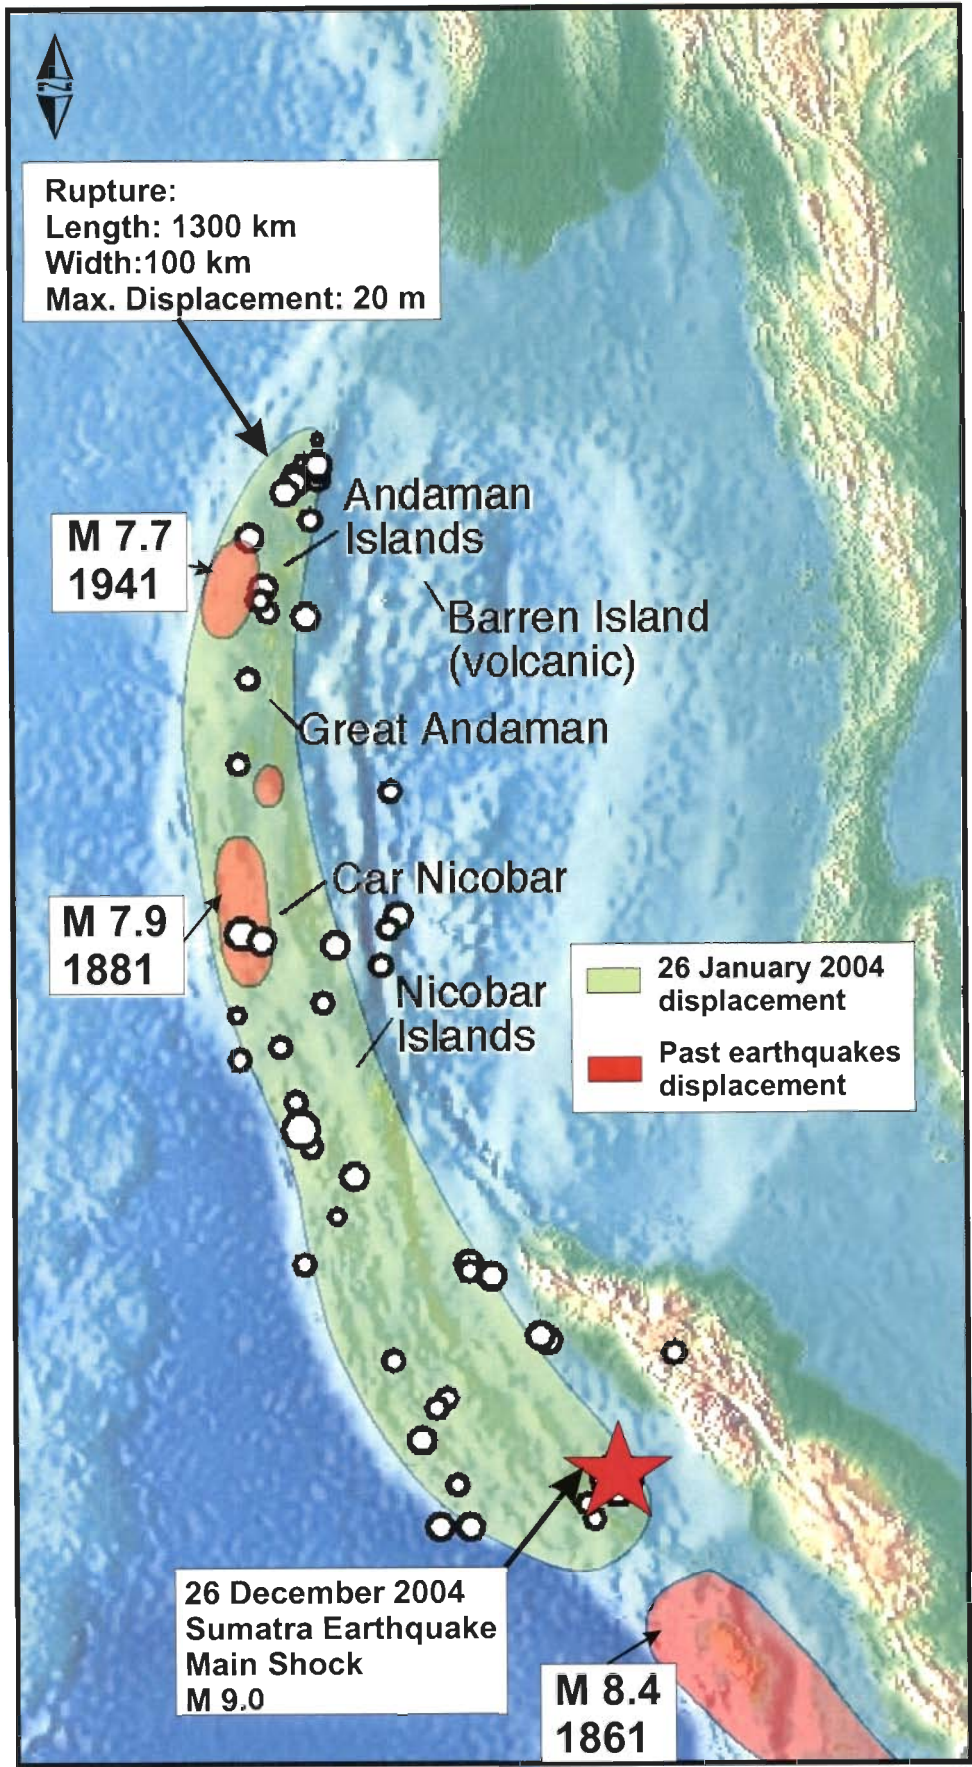 N
Rupture:
Length: 1300 km
Width:100 km
Max. Displacement: 20 m
Andaman
Islands
M 7.7
1941
Barren Island
(volcanic)
Great Andaman
Car Nicobar
M 7.9
1881
Nicobar
Islands
26 January 2004
displacement
Past earthquakes
displacement
26 December 2004
Sumatra Earthquake
Main Shock
M 9.0
M 8.4
1861